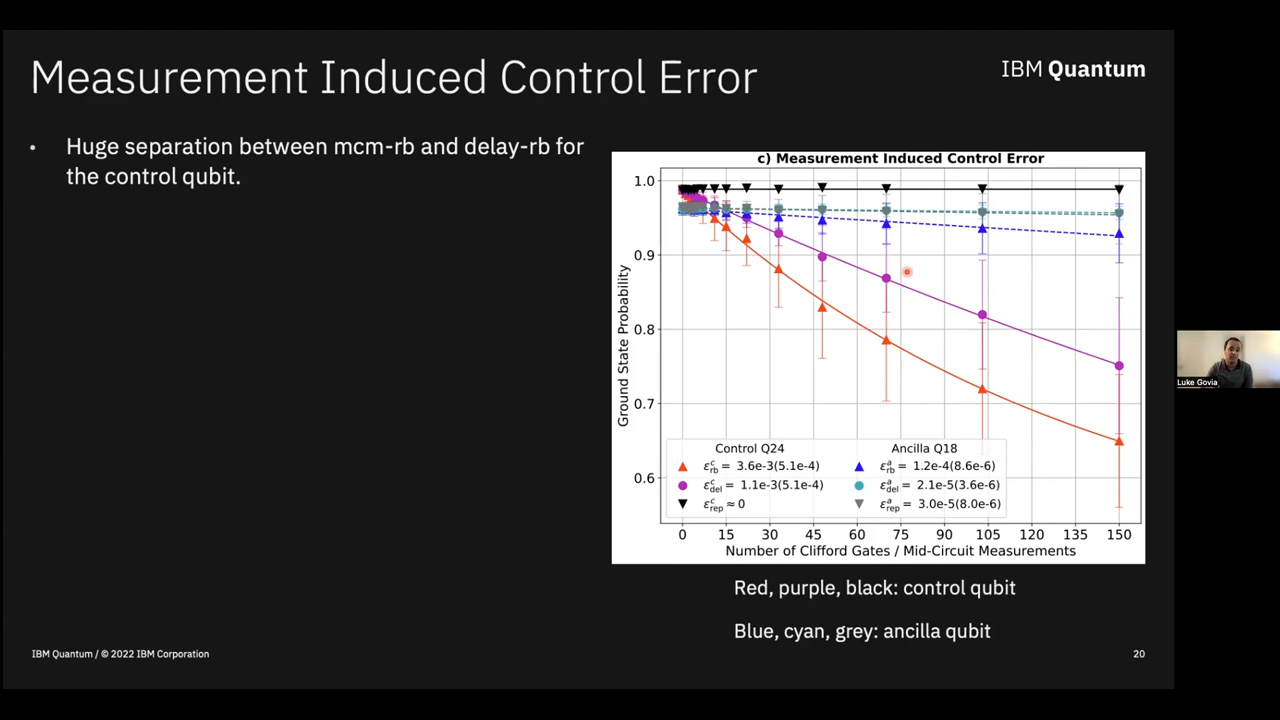 Measurement Induced Control Error
IBM Quantum
• Huge separation between mcm-rb and delay-rb for
the control qubit.
c) Measurement Induced Control Error
Ground State Probability
1.0
0.9
0.8
0.7
0.6
Control Q24
ε^c_rb = 3.6e-3(5.1e-4)
ε^c_del = 1.1e-3(5.1e-4)
ε^c_rep ≈ 0
Ancilla Q18
ε^a_rb = 1.2e-4(8.6e-6)
ε^a_del = 2.1e-5(3.6e-6)
ε^a_rep = 3.0e-5(8.0e-6)
0 15 30 45 60 75 90 105 120 135 150
Number of Clifford Gates / Mid-Circuit Measurements
Red, purple, black: control qubit
Blue, cyan, grey: ancilla qubit
IBM Quantum / © 2022 IBM Corporation
20
Luke Govia